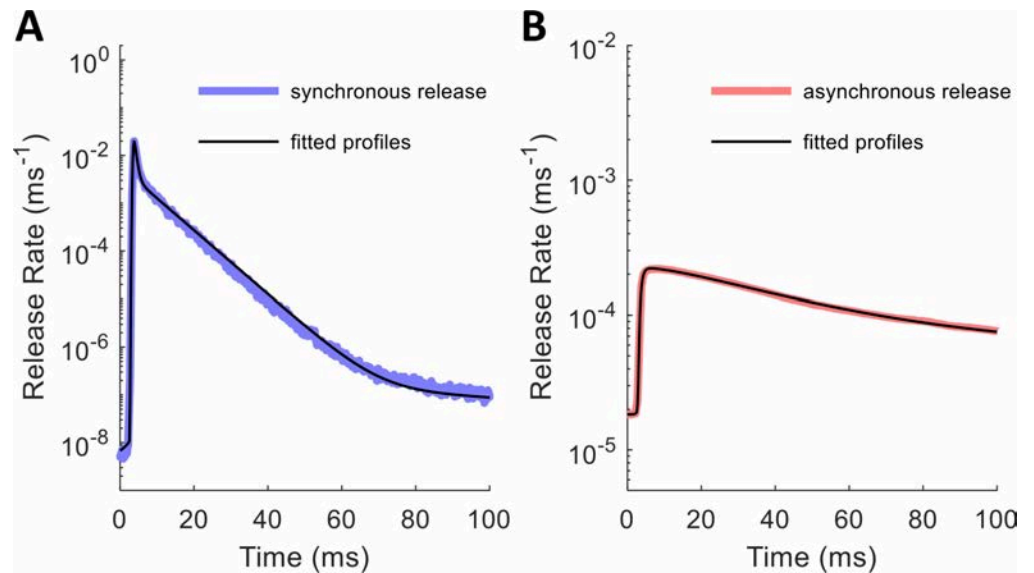 A
10^0
10^-2
10^-4
10^-6
10^-8
Release Rate (ms^-1)
synchronous release
fitted profiles
0 20 40 60 80 100
Time (ms)
B
10^-2
10^-3
10^-4
10^-5
Release Rate (ms^-1)
asynchronous release
fitted profiles
0 20 40 60 80 100
Time (ms)